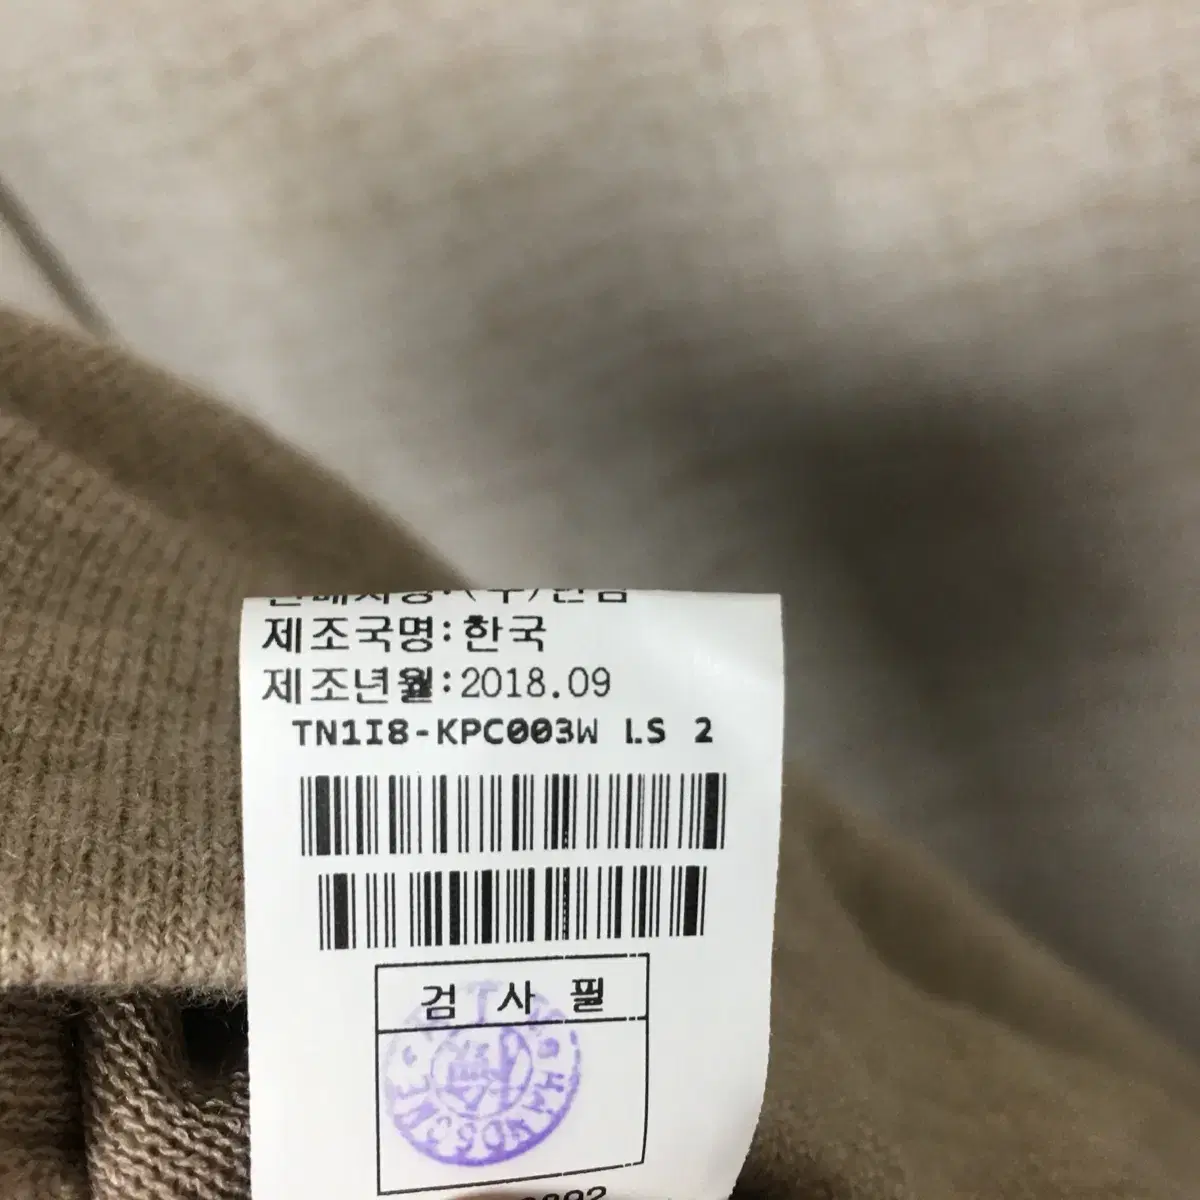 제조국명:한국
제조년월:2018.09
TN1I8-KPC003W LS 2
검 사 필